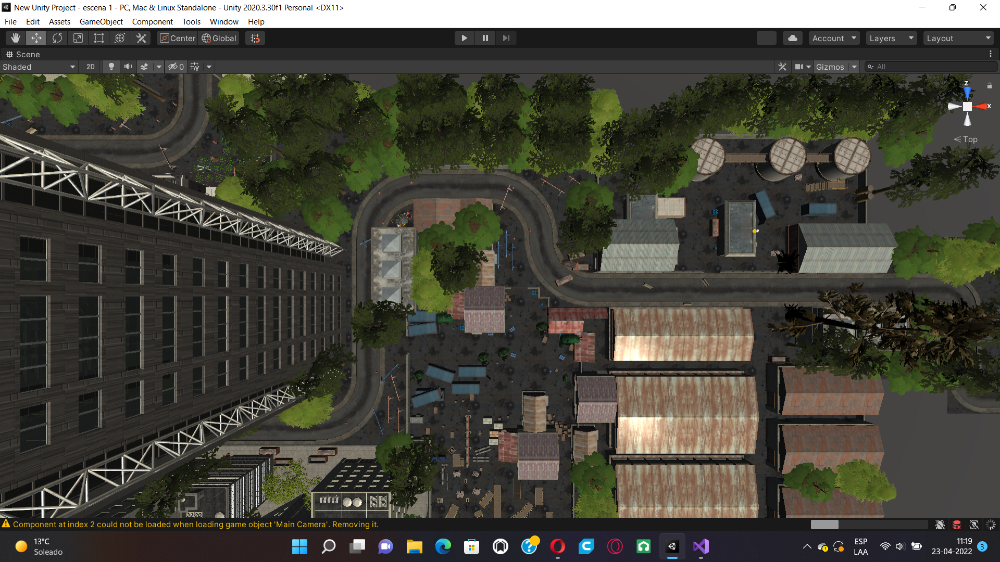 New Unity Project - escena 1 - PC, Mac & Linux Standalone - Unity 2020.3.30f1 Personal <DX11>
File Edit Assets GameObject Component Tools Window Help
Center Global Account Layers Layout
Scene
Shaded 2D 0 Gizmos All
z
x
Top
Component at index 2 could not be loaded when loading game object 'Main Camera'. Removing it.
13°C
Soleado
ESP
LAA
11:19
23-04-2022
3